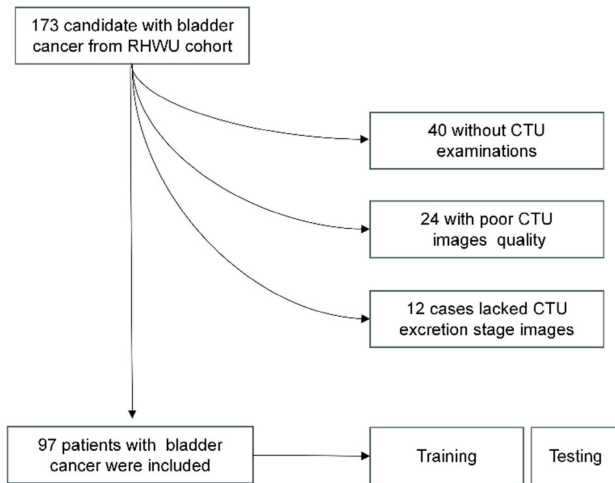 173 candidate with bladder
cancer from RHWU cohort
40 without CTU
examinations
24 with poor CTU
images quality
12 cases lacked CTU
excretion stage images
97 patients with bladder
cancer were included
Training
Testing